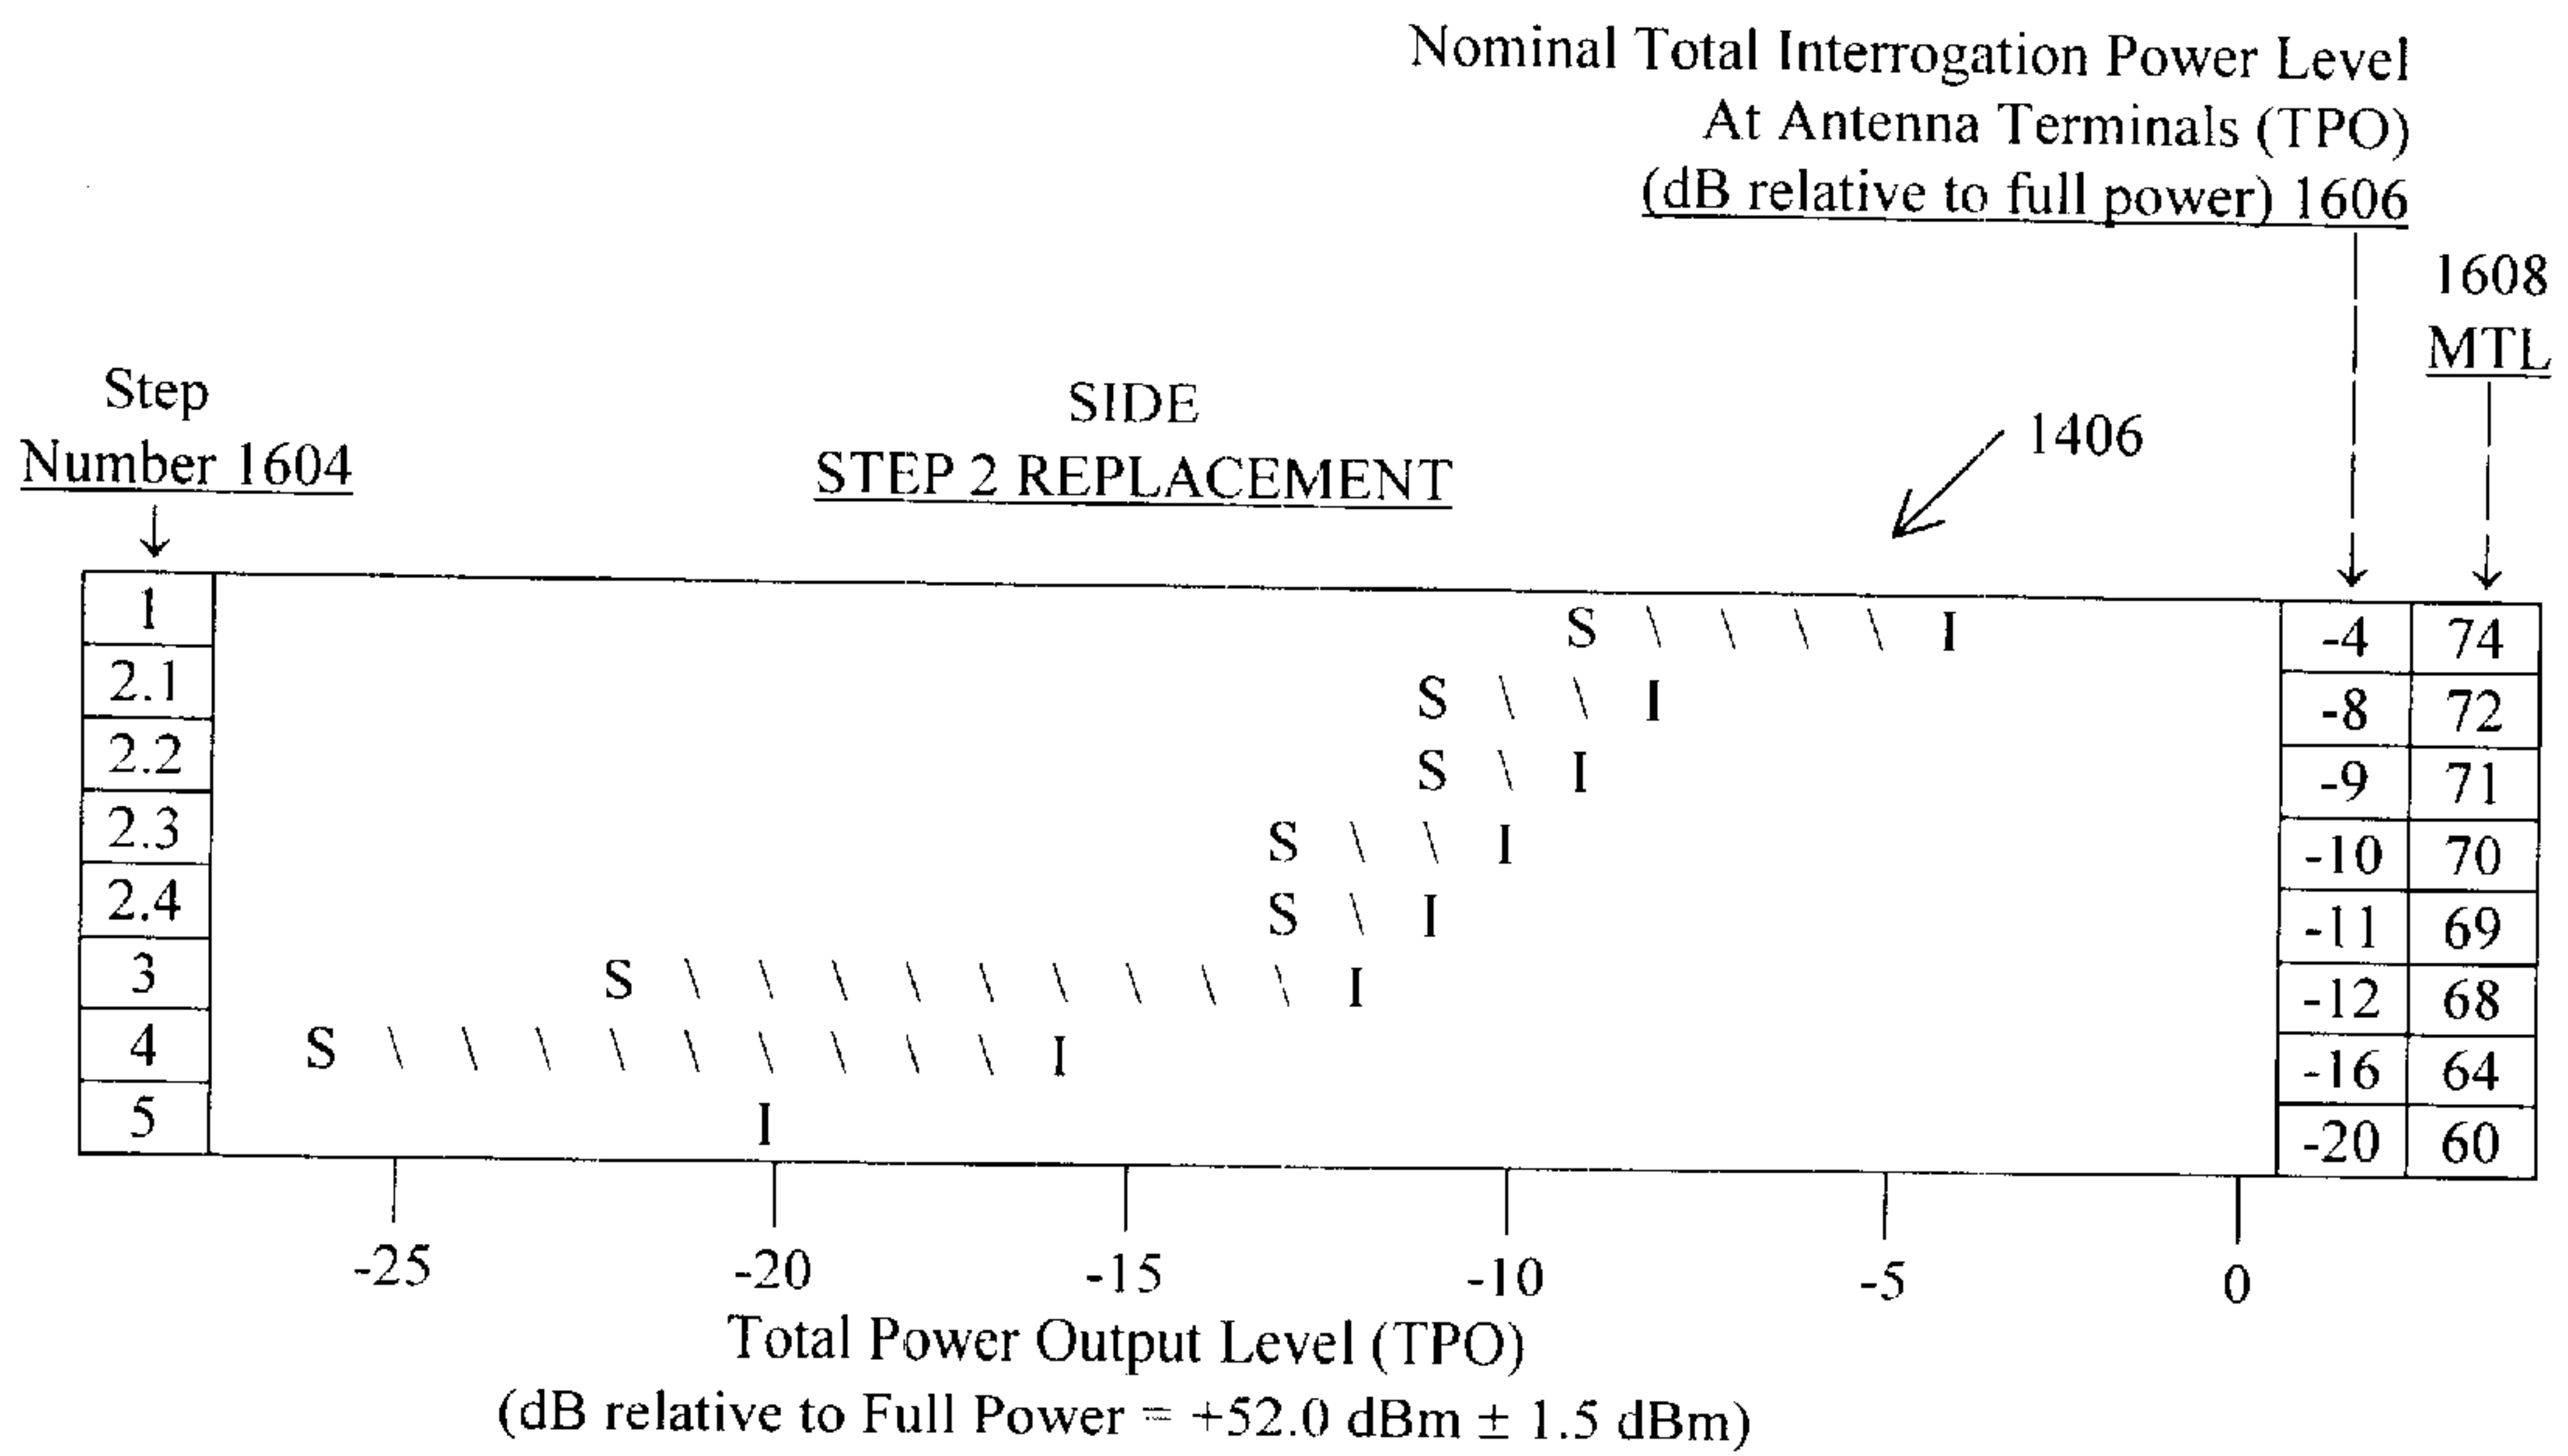 Nominal Total Interrogation Power Level
At Antenna Terminals (TPO)
(dB relative to full power) 1606
1608
MTL
Step
Number 1604
SIDE
STEP 2 REPLACEMENT
1406
1 S \ \ \ \ I -4 74
2.1 S \ \ I -8 72
2.2 S \ I -9 71
2.3 S \ \ I -10 70
2.4 S \ I -11 69
3 S \ \ \ \ \ \ \ \ \ I -12 68
4 S \ \ \ \ \ \ \ \ \ I -16 64
5 I -20 60
-25 -20 -15 -10 -5 0
Total Power Output Level (TPO)
(dB relative to Full Power = +52.0 dBm ± 1.5 dBm)